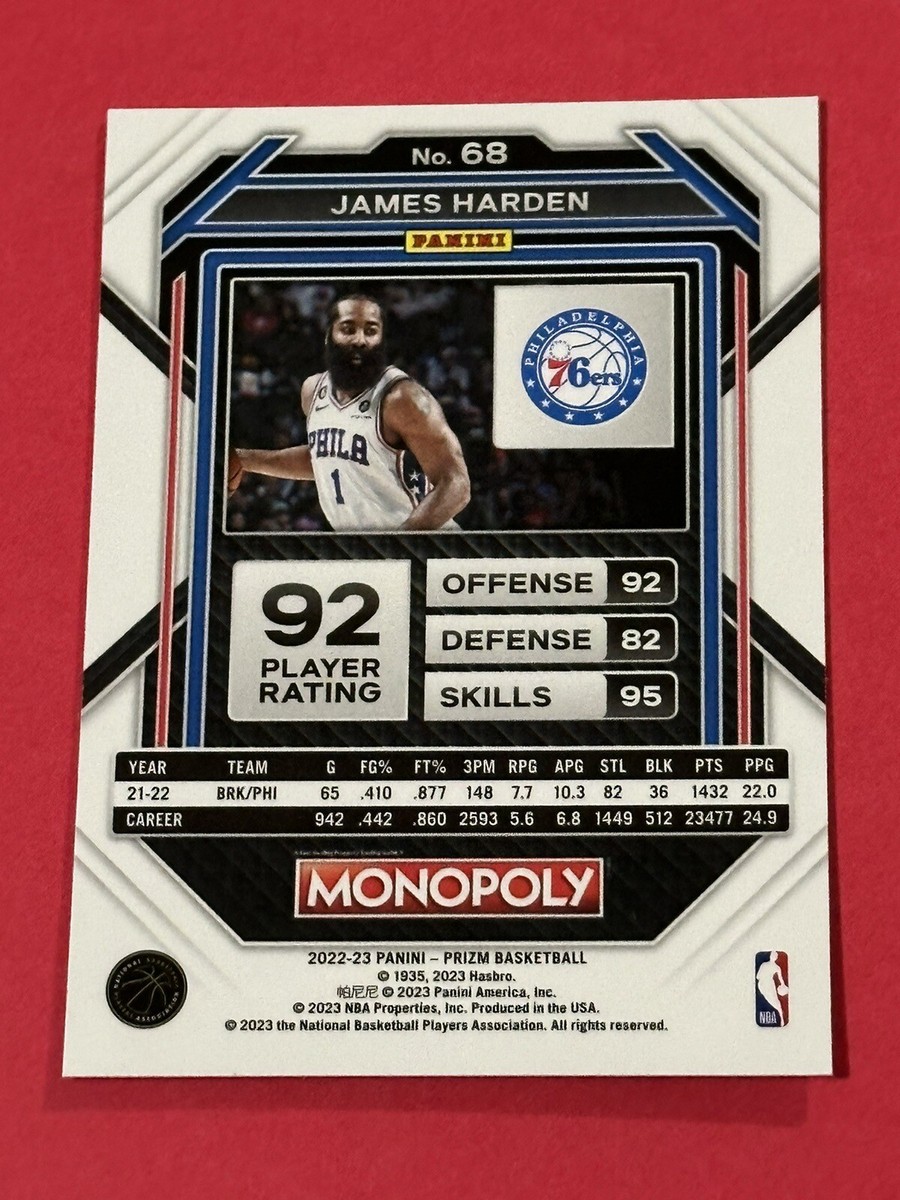 No. 68
JAMES HARDEN
PANINI
PHILADELPHIA
76ers
PHILA
1
92
PLAYER
RATING
OFFENSE 92
DEFENSE 82
SKILLS 95
YEAR TEAM G FG% FT% 3PM RPG APG STL BLK PTS PPG
21-22 BRK/PHI 65 .410 .877 148 7.7 10.3 82 36 1432 22.0
CAREER 942 .442 .860 2593 5.6 6.8 1449 512 23477 24.9
MONOPOLY
2022-23 PANINI – PRIZM BASKETBALL
© 1935, 2023 Hasbro.
帕尼尼 © 2023 Panini America, Inc.
© 2023 NBA Properties, Inc. Produced in the USA.
© 2023 the National Basketball Players Association. All rights reserved.
NATIONAL BASKETBALL PLAYERS ASSOCIATION
NBA